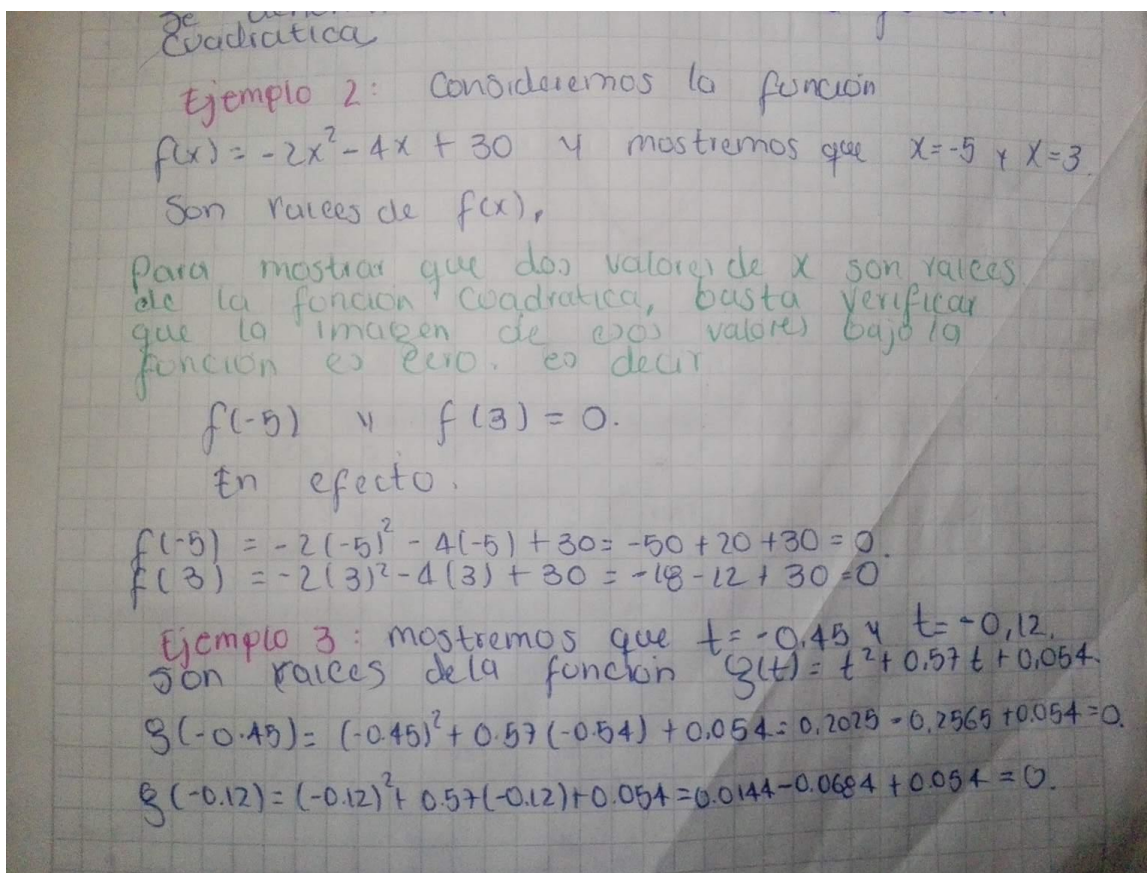 se
Cuadratica
Ejemplo 2: Consideremos la función
f(x) = -2x² - 4x + 30 y mostremos que x=-5 y x=3.
Son raices de f(x),
Para mostrar que dos valores de x son raices
de la función cuadratica, basta verificar
que la imagen de esos valores bajo la
función es cero. es decir
f(-5) y f(3) = 0.
En efecto.
f(-5) = -2(-5)² - 4(-5) + 30 = -50 + 20 + 30 = 0.
f(3) = -2(3)² - 4(3) + 30 = -18 - 12 + 30 = 0
Ejemplo 3: mostremos que t = -0.45 y t = -0,12.
Son raices dela función g(t) = t² + 0.57t + 0.054.
g(-0.45) = (-0.45)² + 0.57(-0.54) + 0.054 = 0.2025 - 0.2565 + 0.054 = 0.
g(-0.12) = (-0.12)² + 0.57(-0.12) + 0.054 = 0.0144 - 0.0684 + 0.054 = 0.